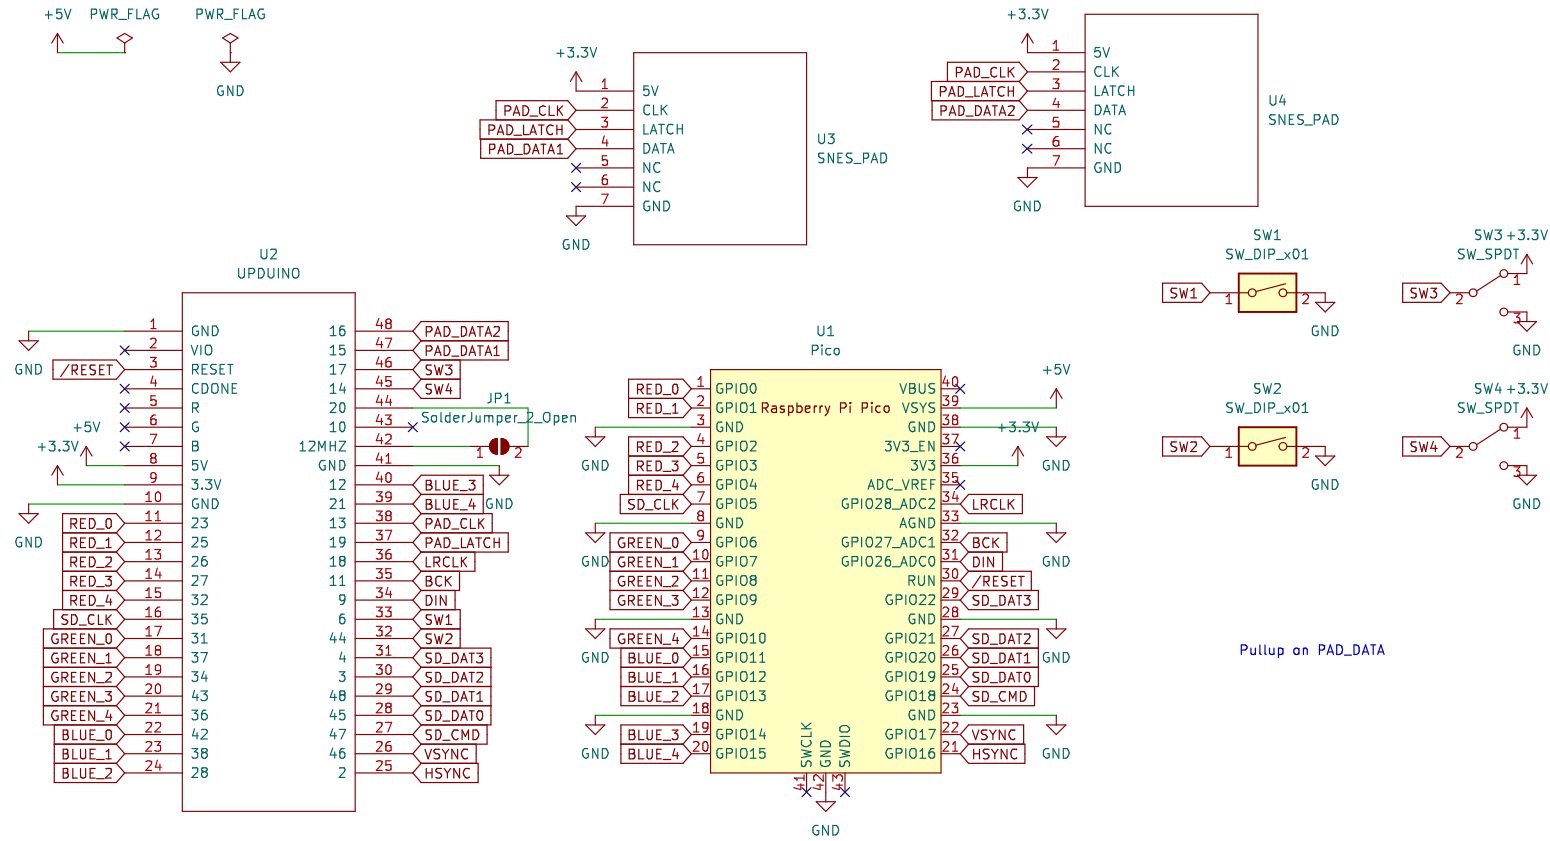 +5V
PWR_FLAG
PWR_FLAG
GND
+3.3V
1 5V
PAD_CLK 2 CLK
PAD_LATCH 3 LATCH
PAD_DATA1 4 DATA
5 NC
6 NC
7 GND
GND
U3
SNES_PAD
+3.3V
1 5V
PAD_CLK 2 CLK
PAD_LATCH 3 LATCH
PAD_DATA2 4 DATA
5 NC
6 NC
7 GND
GND
U4
SNES_PAD
U2
UPDUINO
1 GND 16 48 PAD_DATA2
2 VIO 15 47 PAD_DATA1
GND
/RESET 3 RESET 17 46 SW3
4 CDONE 14 45 SW4
5 R 20 44
6 G 10 43
7 B 12MHZ 42
+5V
8 5V GND 41
+3.3V
9 3.3V 12 40 BLUE_3
10 GND 21 39 BLUE_4
GND
RED_0 11 23 13 38 PAD_CLK
RED_1 12 25 19 37 PAD_LATCH
RED_2 13 26 18 36 LRCLK
RED_3 14 27 11 35 BCK
RED_4 15 32 9 34 DIN
SD_CLK 16 35 6 33 SW1
GREEN_0 17 31 44 32 SW2
GREEN_1 18 37 4 31 SD_DAT3
GREEN_2 19 34 3 30 SD_DAT2
GREEN_3 20 43 48 29 SD_DAT1
GREEN_4 21 36 45 28 SD_DAT0
BLUE_0 22 42 47 27 SD_CMD
BLUE_1 23 38 46 26 VSYNC
BLUE_2 24 28 2 25 HSYNC
JP1
SolderJumper_2_Open
1 2
GND
U1
Pico
Raspberry Pi Pico
RED_0 1 GPIO0 VBUS 40
RED_1 2 GPIO1 VSYS 39
+5V
3 GND GND 38
GND
GND
RED_2 4 GPIO2 3V3_EN 37
RED_3 5 GPIO3 3V3 36
+3.3V
RED_4 6 GPIO4 ADC_VREF 35
SD_CLK 7 GPIO5 GPIO28_ADC2 34 LRCLK
8 GND AGND 33
GND
GND
GREEN_0 9 GPIO6 GPIO27_ADC1 32 BCK
GREEN_1 10 GPIO7 GPIO26_ADC0 31 DIN
GREEN_2 11 GPIO8 RUN 30 /RESET
GREEN_3 12 GPIO9 GPIO22 29 SD_DAT3
13 GND GND 28
GND
GND
GREEN_4 14 GPIO10 GPIO21 27 SD_DAT2
BLUE_0 15 GPIO11 GPIO20 26 SD_DAT1
BLUE_1 16 GPIO12 GPIO19 25 SD_DAT0
BLUE_2 17 GPIO13 GPIO18 24 SD_CMD
18 GND GND 23
GND
GND
BLUE_3 19 GPIO14 GPIO17 22 VSYNC
BLUE_4 20 GPIO15 GPIO16 21 HSYNC
SWCLK GND SWDIO
41 42 43
GND
SW1
SW_DIP_x01
SW1 1 2
GND
SW3 +3.3V
SW_SPDT
SW3 2 1
3
GND
SW2
SW_DIP_x01
SW2 1 2
GND
SW4 +3.3V
SW_SPDT
SW4 2 1
3
GND
Pullup on PAD_DATA